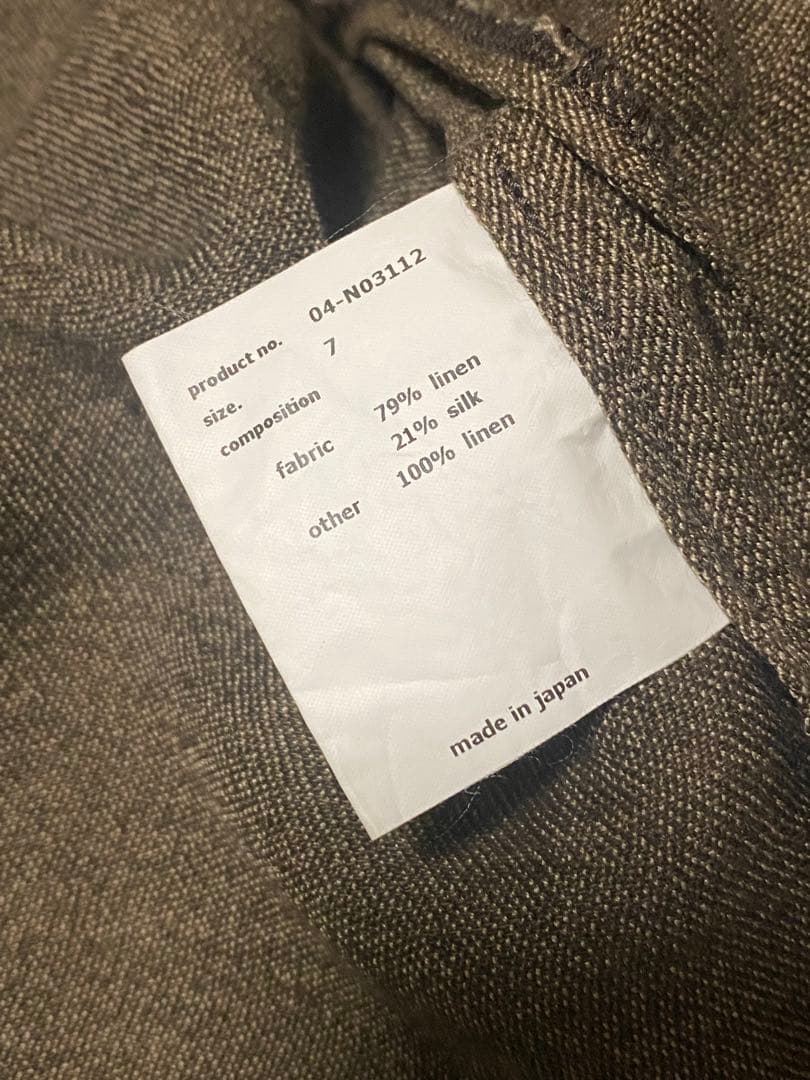 product no. 04-N03112
size. 7
composition
fabric 79% linen
21% silk
other 100% linen
made in japan